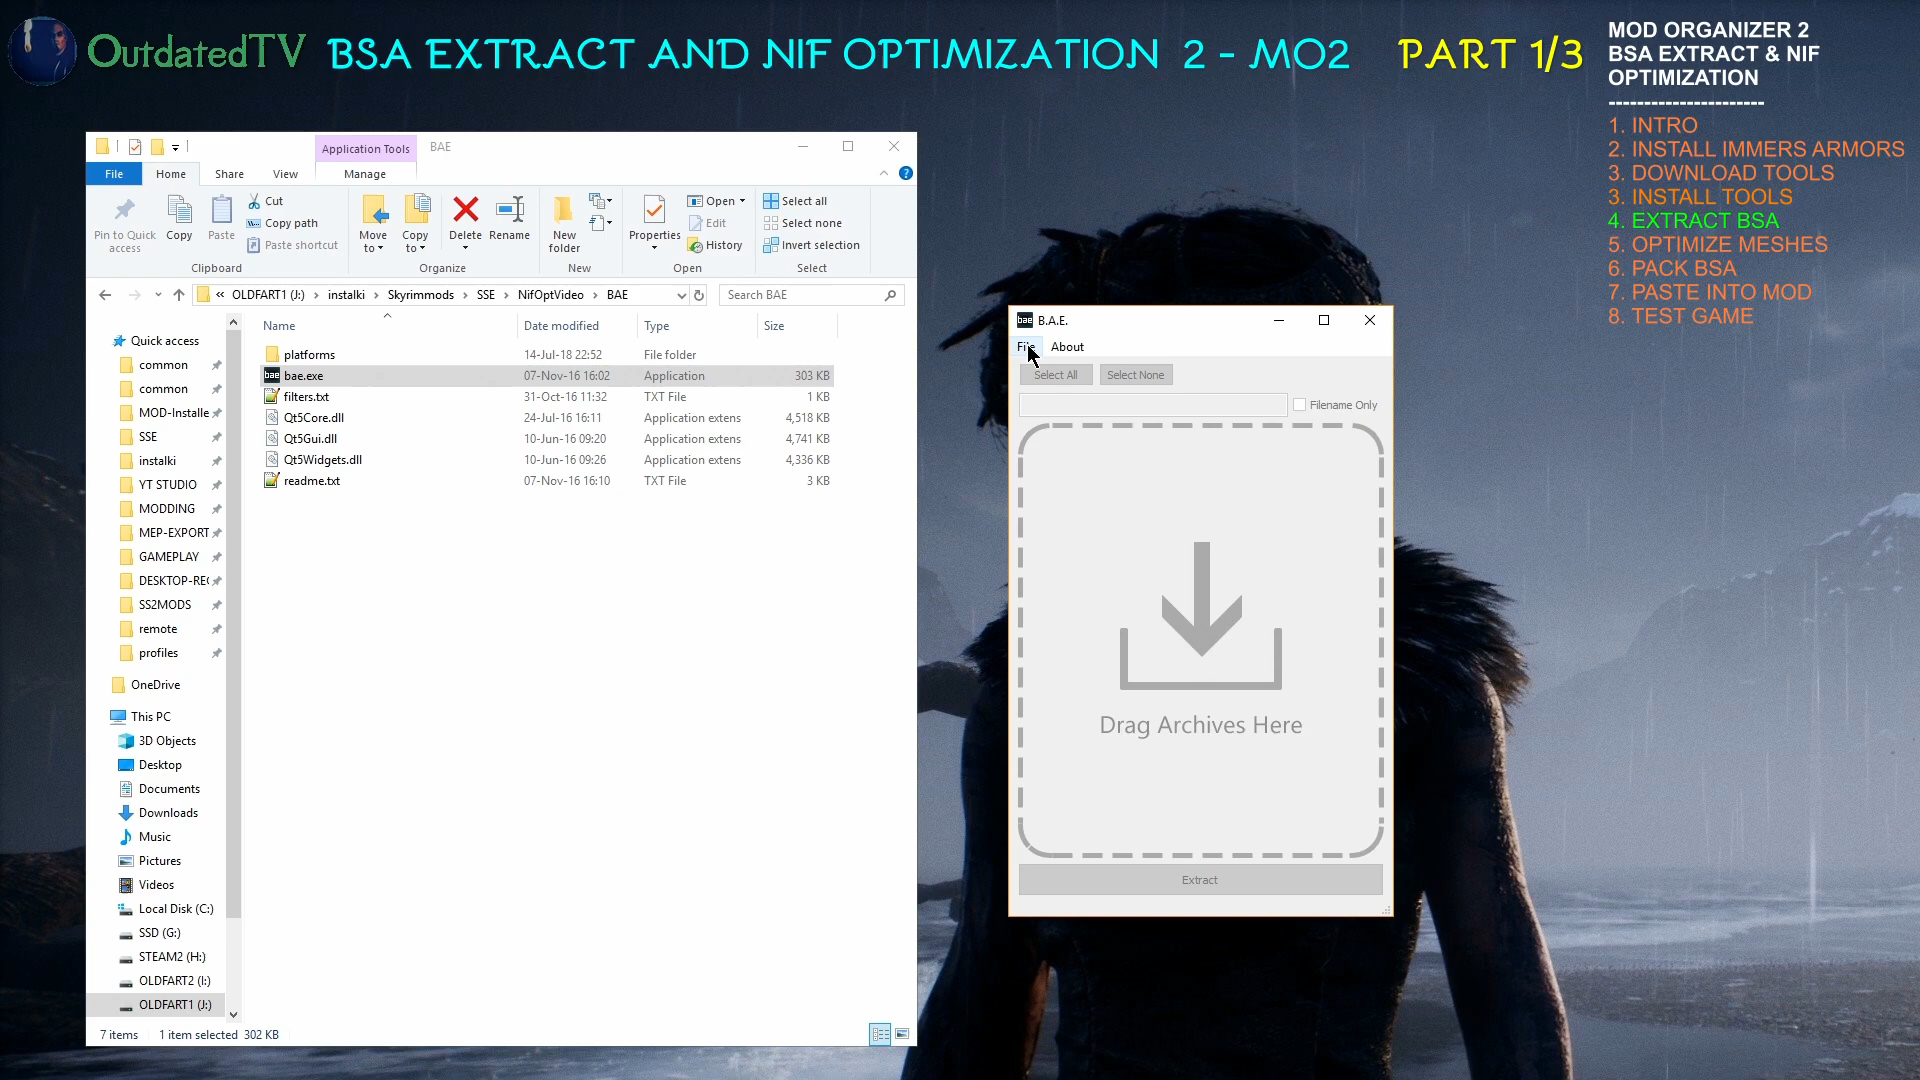 OutdatedTV BSA EXTRACT AND NIF OPTIMIZATION 2 - MO2 PART 1/3
MOD ORGANIZER 2
BSA EXTRACT & NIF
OPTIMIZATION
----------------------
1. INTRO
2. INSTALL IMMERS ARMORS
3. DOWNLOAD TOOLS
3. INSTALL TOOLS
4. EXTRACT BSA
5. OPTIMIZE MESHES
6. PACK BSA
7. PASTE INTO MOD
8. TEST GAME
Application Tools BAE
File Home Share View Manage
Pin to Quick access
Copy
Paste
Cut
Copy path
Paste shortcut
Clipboard
Move to
Copy to
Delete
Rename
Organize
New folder
New
Properties
Open
Edit
History
Open
Select all
Select none
Invert selection
Select
« OLDFART1 (J:) › instalki › Skyrimmods › SSE › NifOptVideo › BAE
Search BAE
Quick access
common
common
MOD-Installe
SSE
instalki
YT STUDIO
MODDING
MEP-EXPORT
GAMEPLAY
DESKTOP-REC
SS2MODS
remote
profiles
OneDrive
This PC
3D Objects
Desktop
Documents
Downloads
Music
Pictures
Videos
Local Disk (C:)
SSD (G:)
STEAM2 (H:)
OLDFART2 (I:)
OLDFART1 (J:)
Name Date modified Type Size
platforms 14-Jul-18 22:52 File folder
bae.exe 07-Nov-16 16:02 Application 303 KB
filters.txt 31-Oct-16 11:32 TXT File 1 KB
Qt5Core.dll 24-Jul-16 16:11 Application extens 4,518 KB
Qt5Gui.dll 10-Jun-16 09:20 Application extens 4,741 KB
Qt5Widgets.dll 10-Jun-16 09:26 Application extens 4,336 KB
readme.txt 07-Nov-16 16:10 TXT File 3 KB
7 items 1 item selected 302 KB
bae B.A.E.
File About
Select All Select None
Filename Only
Drag Archives Here
Extract